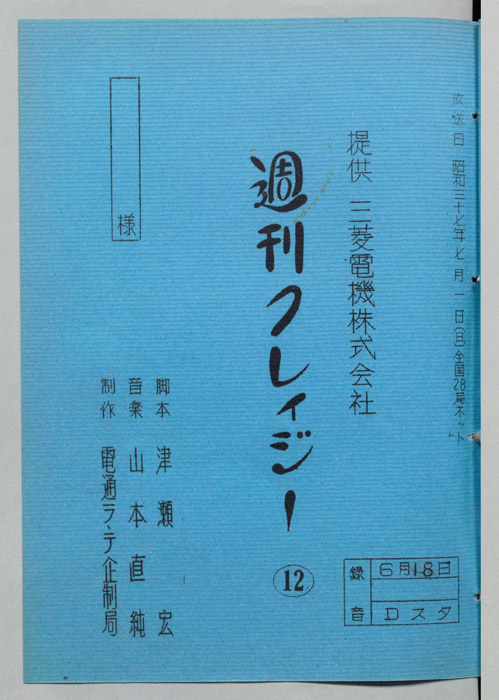 放送日 昭和三十七年七月一日(日)全国28局ネット
提供 三菱電機株式会社
週刊クレイジー
⑫
録音
6月18日
Dスタ
脚本 津瀬宏
音楽 山本直純
制作 電通ラ・テ企制局
様